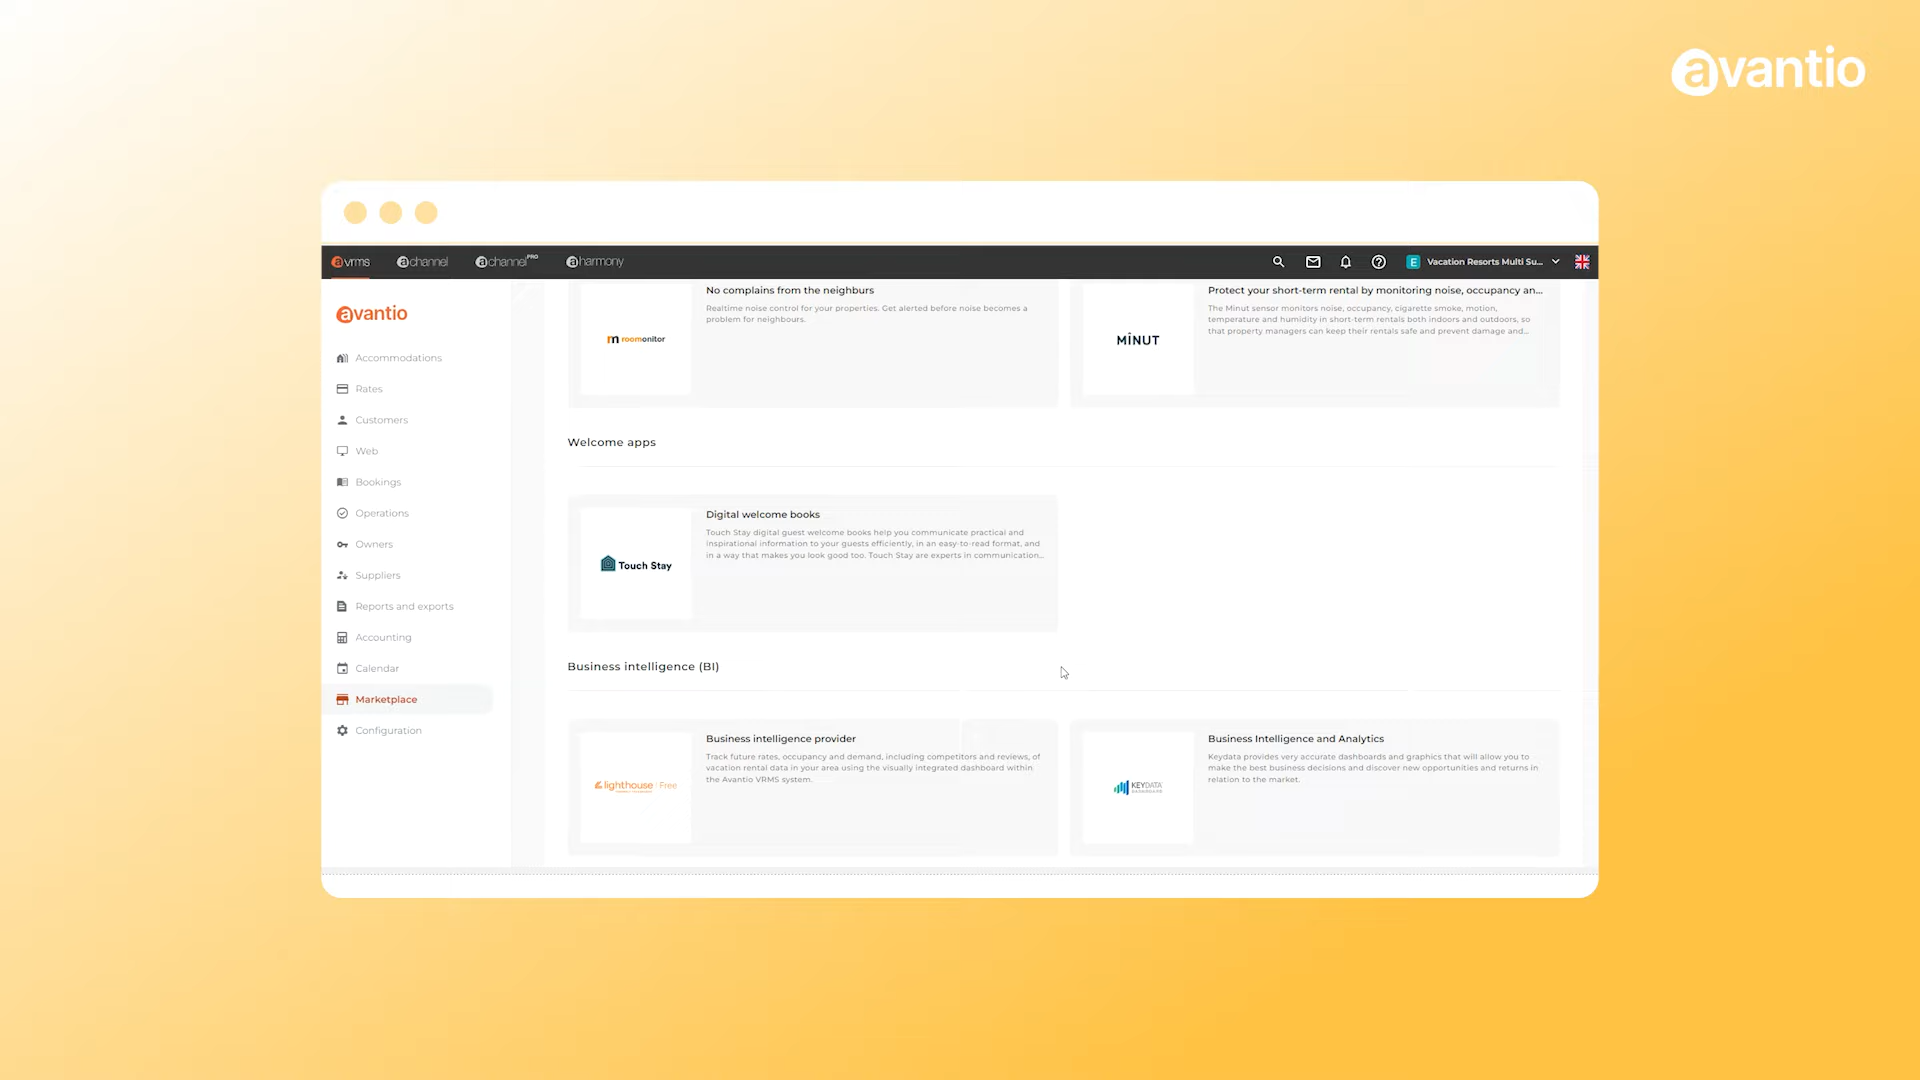 avantio
avrms
achannel
achannel PRO
aharmony
E
Vacation Resorts Multi Su...
avantio
Accommodations
Rates
Customers
Web
Bookings
Operations
Owners
Suppliers
Reports and exports
Accounting
Calendar
Marketplace
Configuration
roomonitor
No complains from the neighburs
Realtime noise control for your properties. Get alerted before noise becomes a
problem for neighbours.
MINUT
Protect your short-term rental by monitoring noise, occupancy an...
The Minut sensor monitors noise, occupancy, cigarette smoke, motion,
temperature and humidity in short-term rentals both indoors and outdoors, so
that property managers can keep their rentals safe and prevent damage and...
Welcome apps
Touch Stay
Digital welcome books
Touch Stay digital guest welcome books help you communicate practical and
inspirational information to your guests efficiently, in an easy-to-read format, and
in a way that makes you look good too. Touch Stay are experts in communication...
Business intelligence (BI)
lighthouse Free
Business intelligence provider
Track future rates, occupancy and demand, including competitors and reviews, of
vacation rental data in your area using the visually integrated dashboard within
the Avantio VRMS system.
KEYDATA
DASHBOARD
Business Intelligence and Analytics
Keydata provides very accurate dashboards and graphics that will allow you to
make the best business decisions and discover new opportunities and returns in
relation to the market.